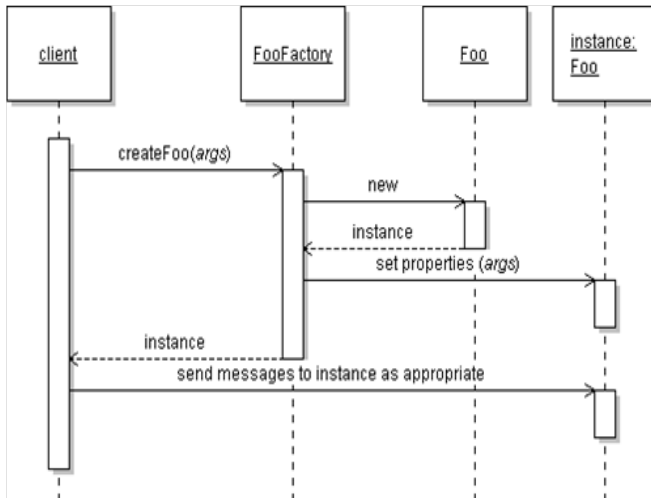 client
FooFactory
Foo
instance:
Foo
createFoo(args)
new
instance
set properties (args)
instance
send messages to instance as appropriate